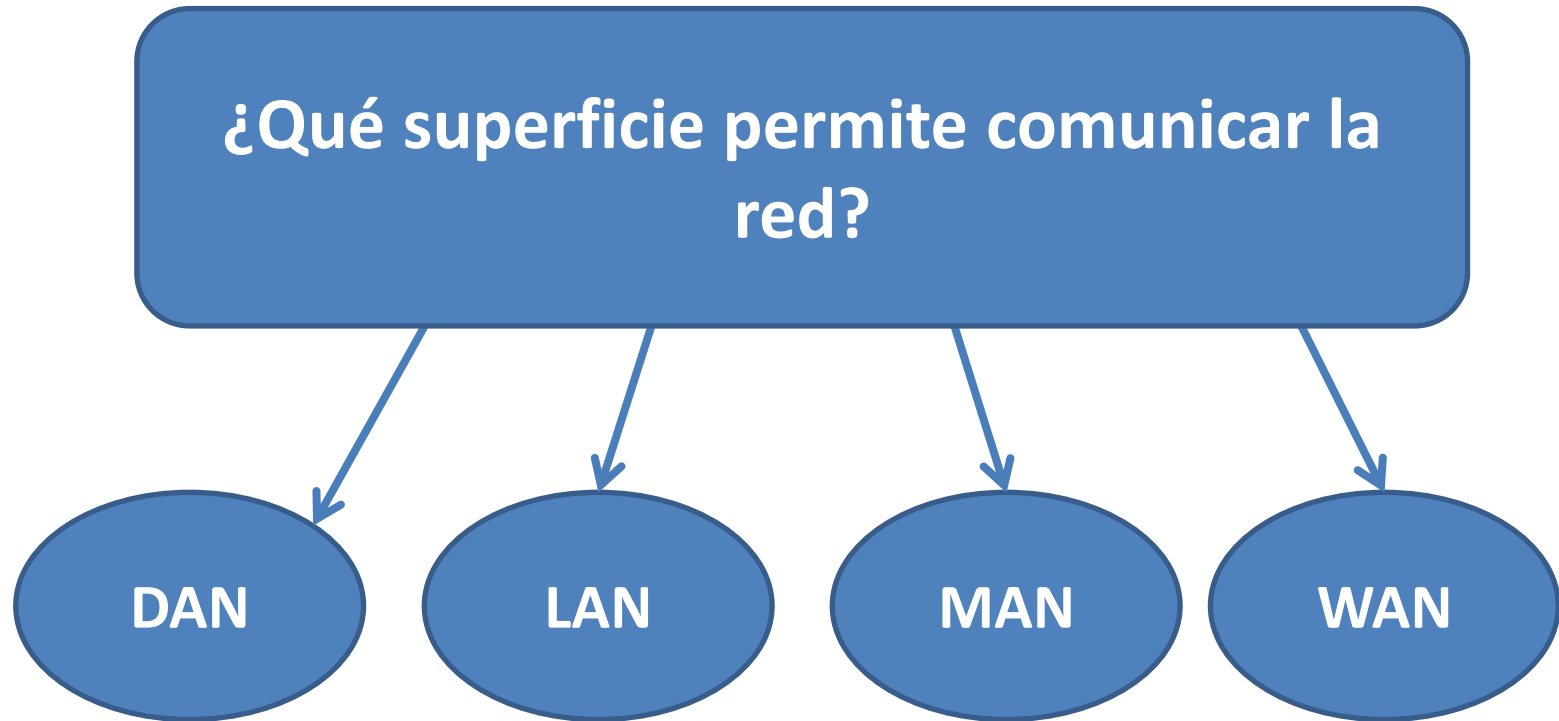 ¿Qué superficie permite comunicar la
red?
DAN
LAN
MAN
WAN